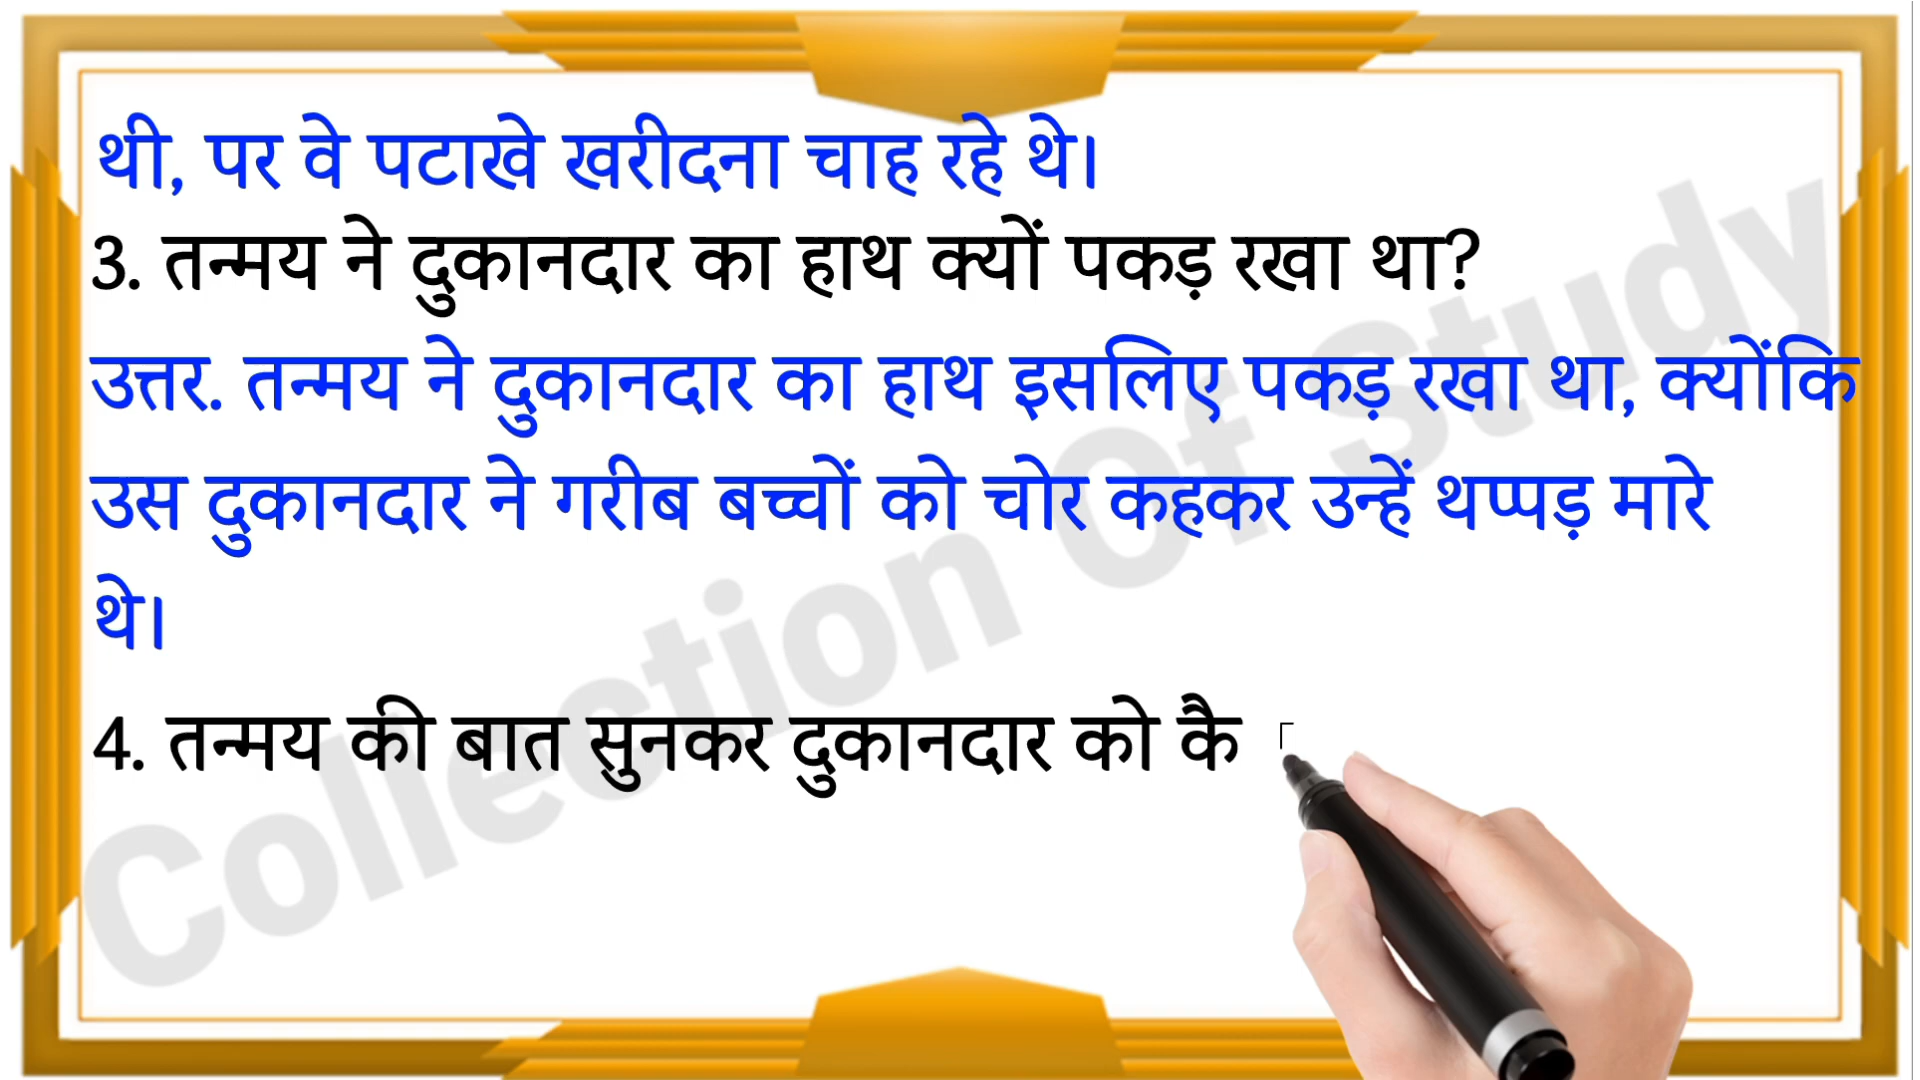 थी, पर वे पटाखे खरीदना चाह रहे थे।
3. तन्मय ने दुकानदार का हाथ क्यों पकड़ रखा था?
उत्तर. तन्मय ने दुकानदार का हाथ इसलिए पकड़ रखा था, क्योंकि
उस दुकानदार ने गरीब बच्चों को चोर कहकर उन्हें थप्पड़ मारे
थे।
4. तन्मय की बात सुनकर दुकानदार को कै
Collection Of Study